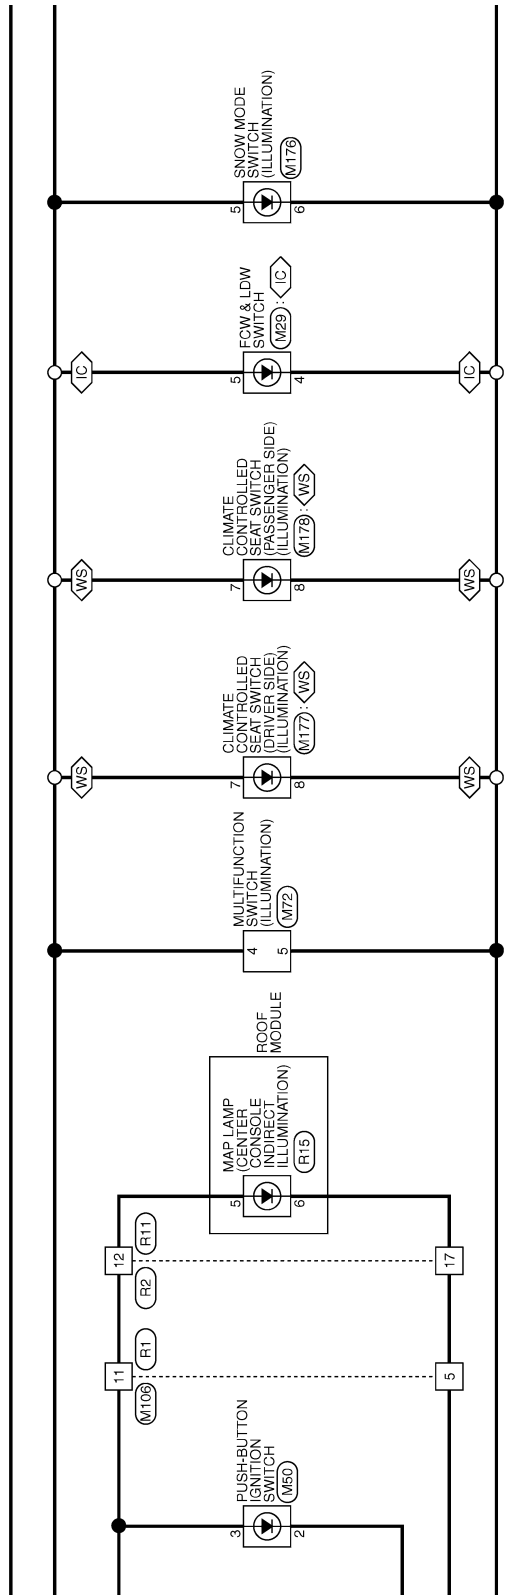 SNOW MODE
SWITCH
(ILLUMINATION)
M176
5
6
FCW & LDW
SWITCH
M29 : IC
5
4
IC
IC
CLIMATE
CONTROLLED
SEAT SWITCH
(PASSENGER SIDE)
(ILLUMINATION)
M178 : WS
7
8
WS
WS
CLIMATE
CONTROLLED
SEAT SWITCH
(DRIVER SIDE)
(ILLUMINATION)
M177 : WS
7
8
WS
WS
MULTIFUNCTION
SWITCH
(ILLUMINATION)
M72
4
5
ROOF
MODULE
MAP LAMP
(CENTER
CONSOLE
INDIRECT
ILLUMINATION)
R15
5
6
12
R11
R2
17
11
R1
M106
5
PUSH-BUTTON
IGNITION
SWITCH
M50
3
2